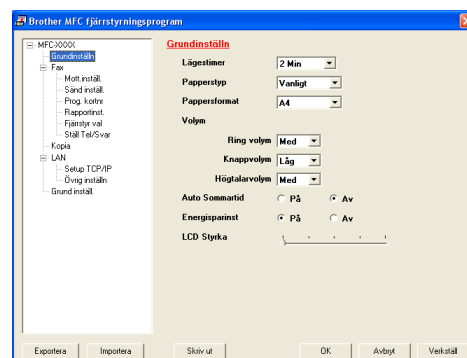 Brother MFC fjärrstyrningsprogram
MFC-XXXX
Grundinställn
Fax
Mott.inställ.
Sänd inställ.
Prog. kortnr
Rapportinst.
Fjärrstyr val
Ställ Tel/Svar
Kopia
LAN
Setup TCP/IP
Övrig inställn
Grund inställ.
Grundinställn
Lägestimer 2 Min
Papperstyp Vanligt
Pappersformat A4
Volym
Ring volym Med
Knappvolym Låg
Högtalarvolym Med
Auto Sommartid På Av
Energisparinst På Av
LCD Styrka
Exportera Importera Skriv ut OK Avbryt Verkställ